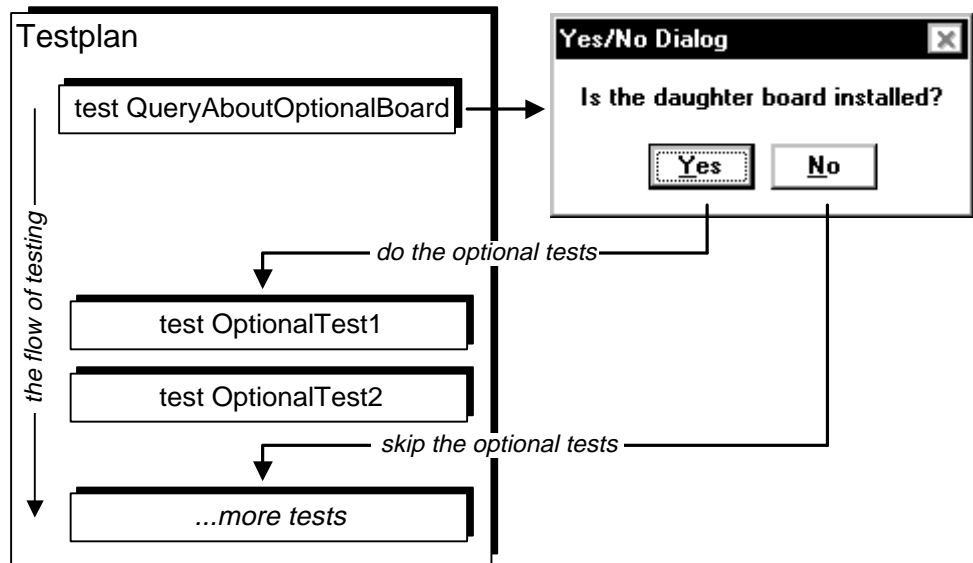 Testplan
test QueryAboutOptionalBoard
Yes/No Dialog
Is the daughter board installed?
Yes
No
the flow of testing
do the optional tests
test OptionalTest1
test OptionalTest2
skip the optional tests
...more tests